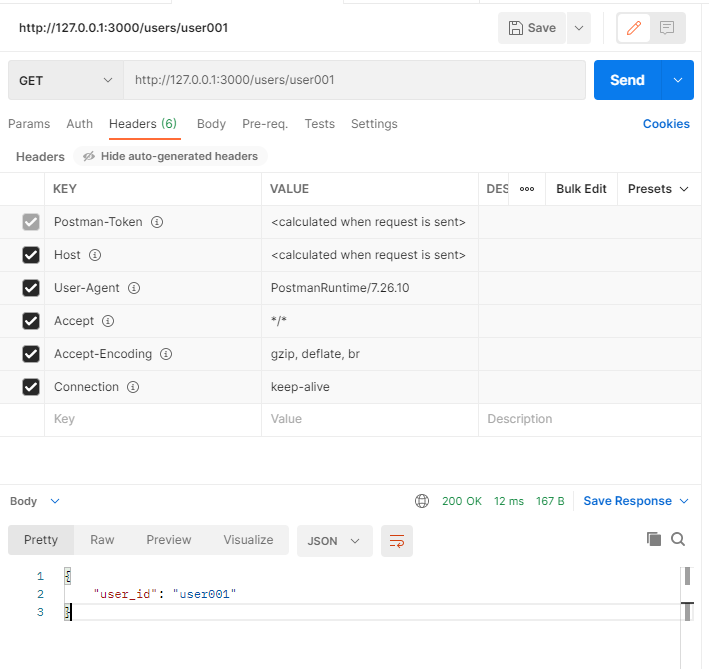 http://127.0.0.1:3000/users/user001
Save
GET http://127.0.0.1:3000/users/user001 Send
Params Auth Headers (6) Body Pre-req. Tests Settings Cookies
Headers Hide auto-generated headers
KEY VALUE DES ooo Bulk Edit Presets
Postman-Token <calculated when request is sent>
Host <calculated when request is sent>
User-Agent PostmanRuntime/7.26.10
Accept */*
Accept-Encoding gzip, deflate, br
Connection keep-alive
Key Value Description
Body 200 OK 12 ms 167 B Save Response
Pretty Raw Preview Visualize JSON
1 {
2 "user_id": "user001"
3 }